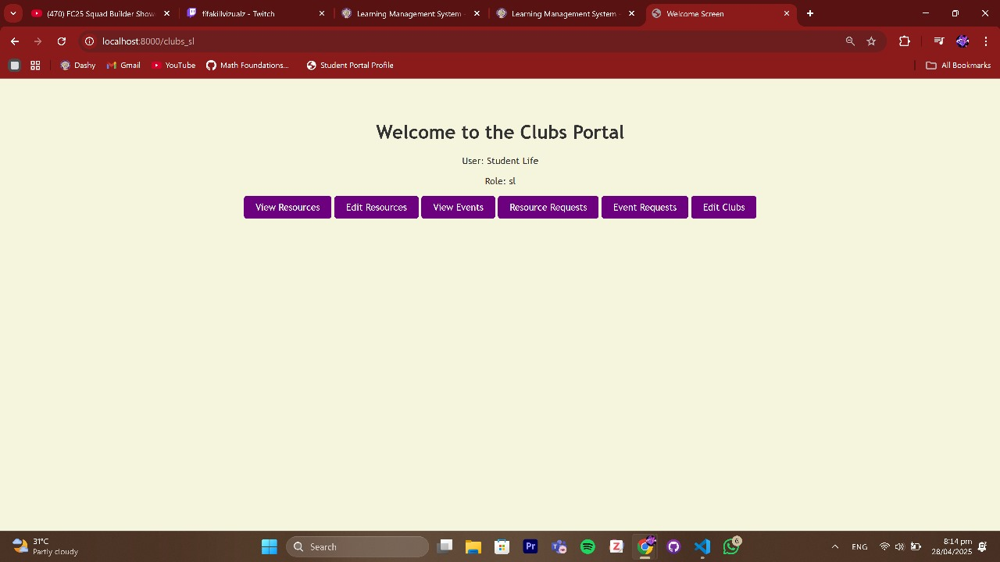 (470) FC25 Squad Builder Show
fifakillvizualz - Twitch
Learning Management System
Learning Management System
Welcome Screen
localhost:8000/clubs_sl
Dashy
Gmail
YouTube
Math Foundations...
Student Portal Profile
All Bookmarks
Welcome to the Clubs Portal
User: Student Life
Role: sl
View Resources
Edit Resources
View Events
Resource Requests
Event Requests
Edit Clubs
31°C
Partly cloudy
Search
Pr
Z
6
ENG
8:14 pm
28/04/2025